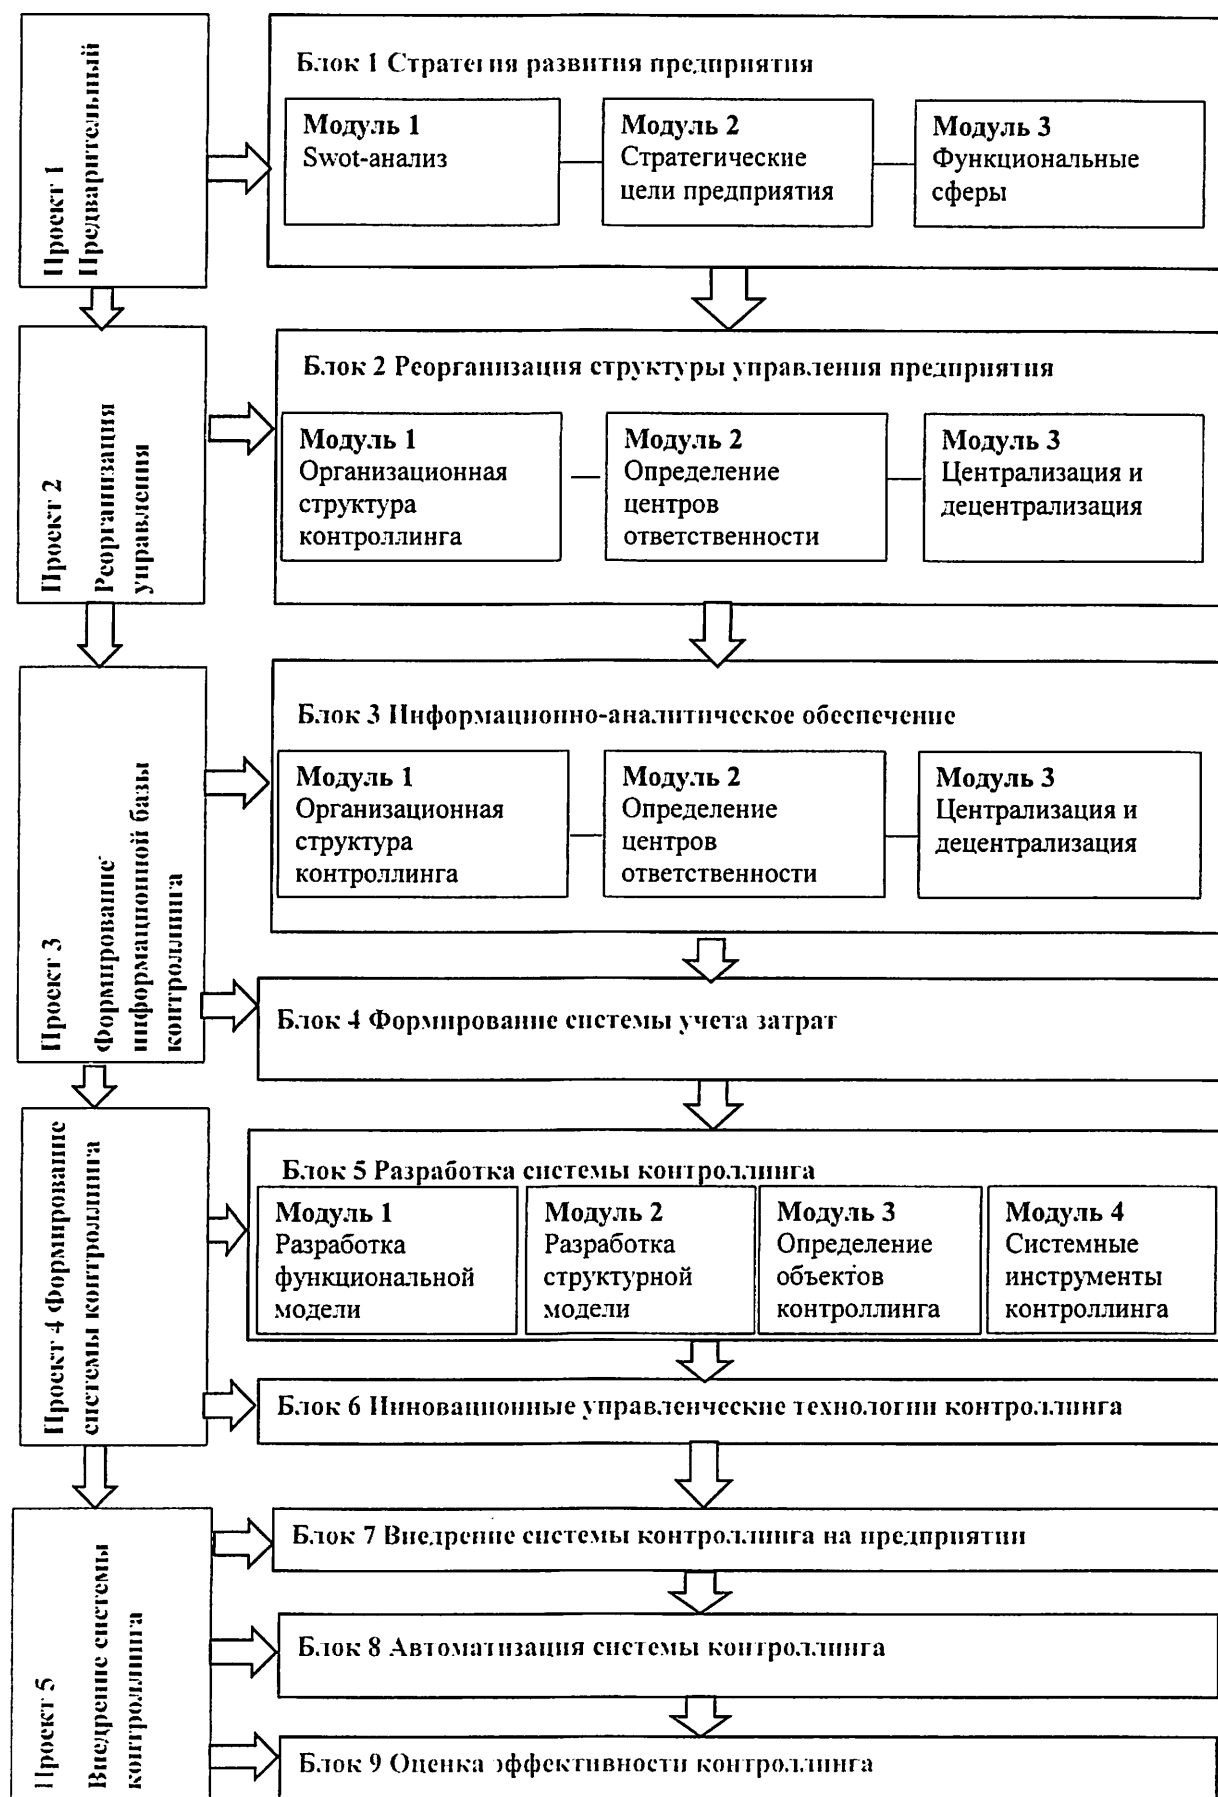 Проект 1
Предварительный
Блок 1 Стратегия развития предприятия
Модуль 1
Swot-анализ
Модуль 2
Стратегические
цели предприятия
Модуль 3
Функциональные
сферы
Проект 2
Реорганизация
управления
Блок 2 Реорганизация структуры управления предприятия
Модуль 1
Организационная
структура
контроллинга
Модуль 2
Определение
центров
ответственности
Модуль 3
Централизация и
децентрализация
Проект 3
Формирование
информационной базы
контроллинга
Блок 3 Информационно-аналитическое обеспечение
Модуль 1
Организационная
структура
контроллинга
Модуль 2
Определение
центров
ответственности
Модуль 3
Централизация и
децентрализация
Блок 4 Формирование системы учета затрат
Проект 4 Формирование
системы контроллинга
Блок 5 Разработка системы контроллинга
Модуль 1
Разработка
функциональной
модели
Модуль 2
Разработка
структурной
модели
Модуль 3
Определение
объектов
контроллинга
Модуль 4
Системные
инструменты
контроллинга
Блок 6 Инновационные управленческие технологии контроллинга
Проект 5
Внедрение системы
контроллинга
Блок 7 Внедрение системы контроллинга на предприятии
Блок 8 Автоматизация системы контроллинга
Блок 9 Оценка эффективности контроллинга